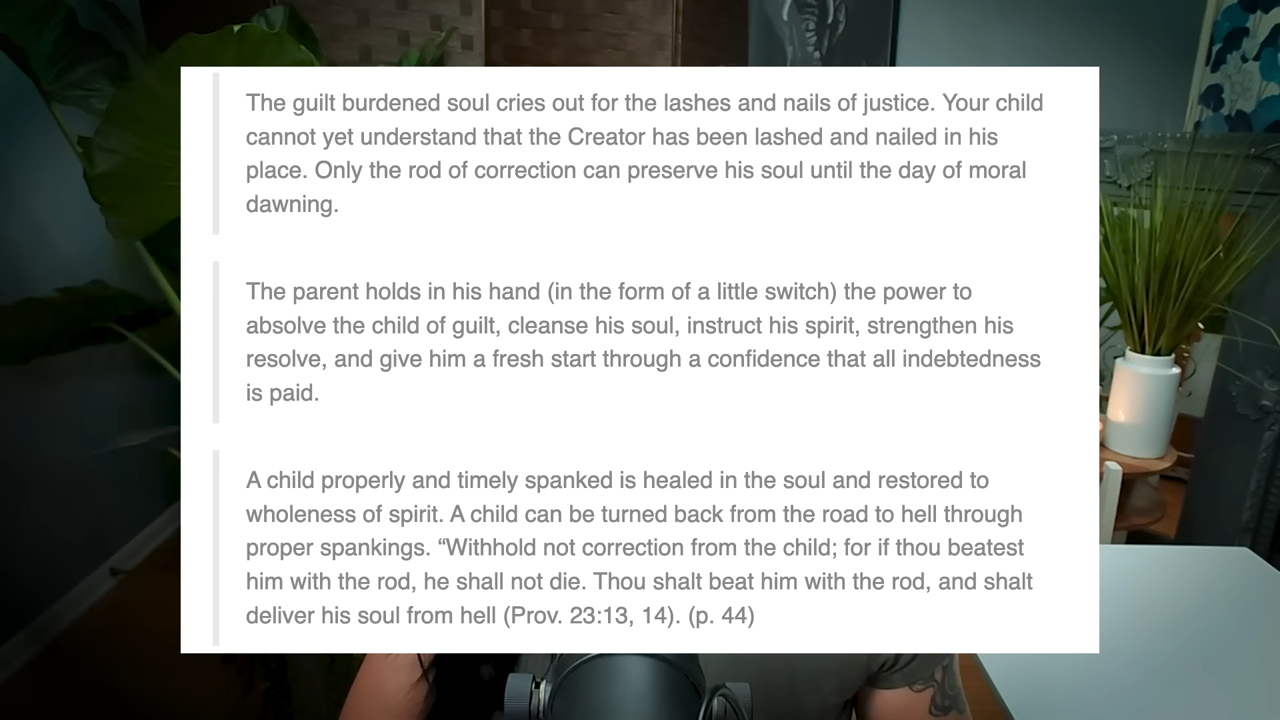 The guilt burdened soul cries out for the lashes and nails of justice. Your child
cannot yet understand that the Creator has been lashed and nailed in his
place. Only the rod of correction can preserve his soul until the day of moral
dawning.
The parent holds in his hand (in the form of a little switch) the power to
absolve the child of guilt, cleanse his soul, instruct his spirit, strengthen his
resolve, and give him a fresh start through a confidence that all indebtedness
is paid.
A child properly and timely spanked is healed in the soul and restored to
wholeness of spirit. A child can be turned back from the road to hell through
proper spankings. “Withhold not correction from the child; for if thou beatest
him with the rod, he shall not die. Thou shalt beat him with the rod, and shalt
deliver his soul from hell (Prov. 23:13, 14). (p. 44)